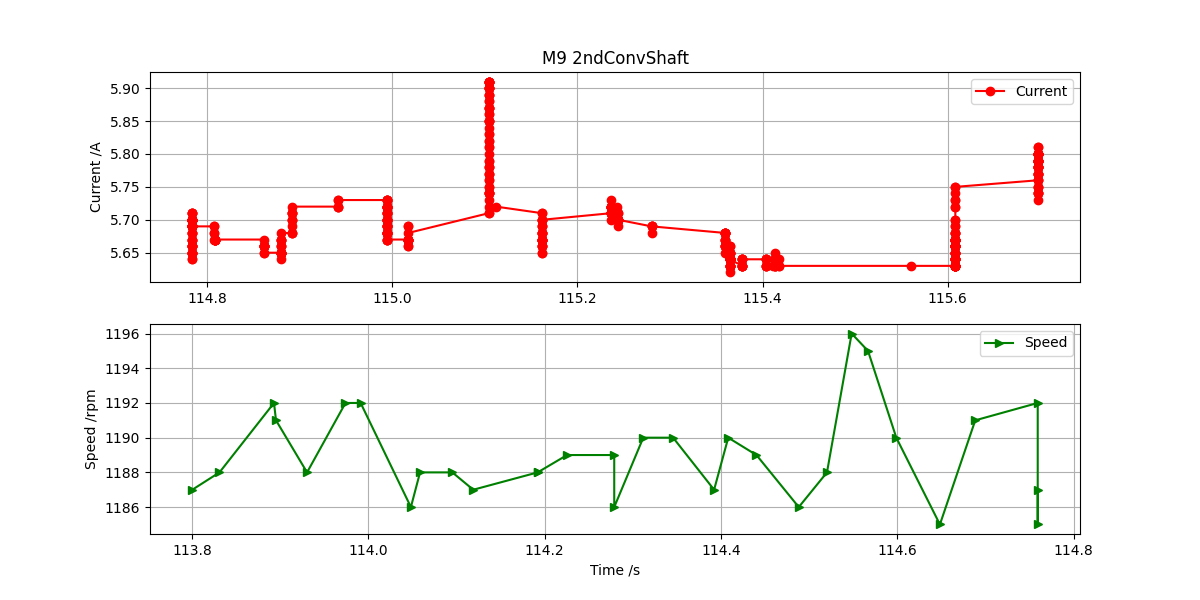 M9 2ndConvShaft
Current /A
5.90
5.85
5.80
5.75
5.70
5.65
Current
114.8 115.0 115.2 115.4 115.6
Speed /rpm
1196
1194
1192
1190
1188
1186
Speed
113.8 114.0 114.2 114.4 114.6 114.8
Time /s